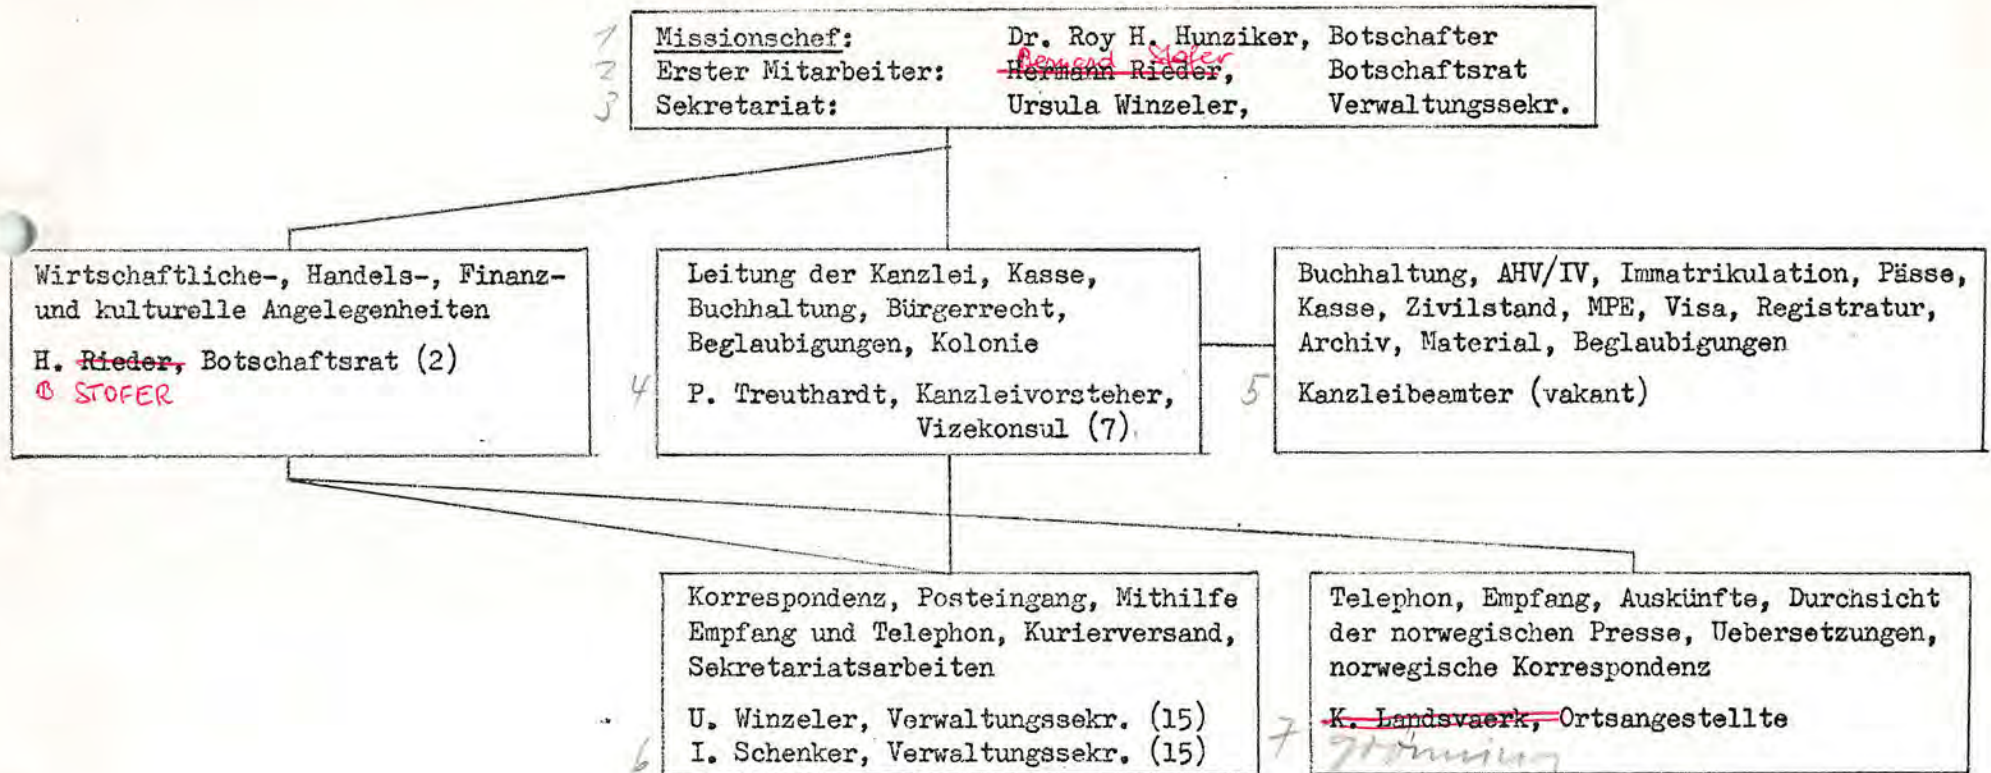 1 Missionschef: Dr. Roy H. Hunziker, Botschafter
Bernard Stofer
2 Erster Mitarbeiter: Hermann Rieder, Botschaftsrat
3 Sekretariat: Ursula Winzeler, Verwaltungssekr.
Wirtschaftliche-, Handels-, Finanz-
und kulturelle Angelegenheiten
H. Rieder, Botschaftsrat (2)
B STOFER
Leitung der Kanzlei, Kasse,
Buchhaltung, Bürgerrecht,
Beglaubigungen, Kolonie
4 P. Treuthardt, Kanzleivorsteher,
Vizekonsul (7)
Buchhaltung, AHV/IV, Immatrikulation, Pässe,
Kasse, Zivilstand, MPE, Visa, Registratur,
Archiv, Material, Beglaubigungen
5 Kanzleibeamter (vakant)
Korrespondenz, Posteingang, Mithilfe
Empfang und Telephon, Kurierversand,
Sekretariatsarbeiten
U. Winzeler, Verwaltungssekr. (15)
6 I. Schenker, Verwaltungssekr. (15)
Telephon, Empfang, Auskünfte, Durchsicht
der norwegischen Presse, Uebersetzungen,
norwegische Korrespondenz
K. Landsvaerk, Ortsangestellte
7